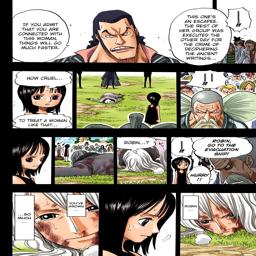 THIS ONE'S
AN ESCAPEE.
THE REST OF
HER GROUP WAS
EXECUTED THE
OTHER DAY FOR
THE CRIME OF
DECIPHERING
THE ANCIENT
WRITINGS.
IF YOU ADMIT
THAT YOU ARE
CONNECTED WITH
THIS WOMAN,
THINGS WILL GO
MUCH FASTER.
HOW CRUEL...
TO TREAT A WOMAN
LIKE THAT...
ROBIN,
GO TO THE
EVACUATION
SHIP!
HURRY!!
ROBIN...?
ROBIN
YOU'VE
GROWN
...SO
MUCH